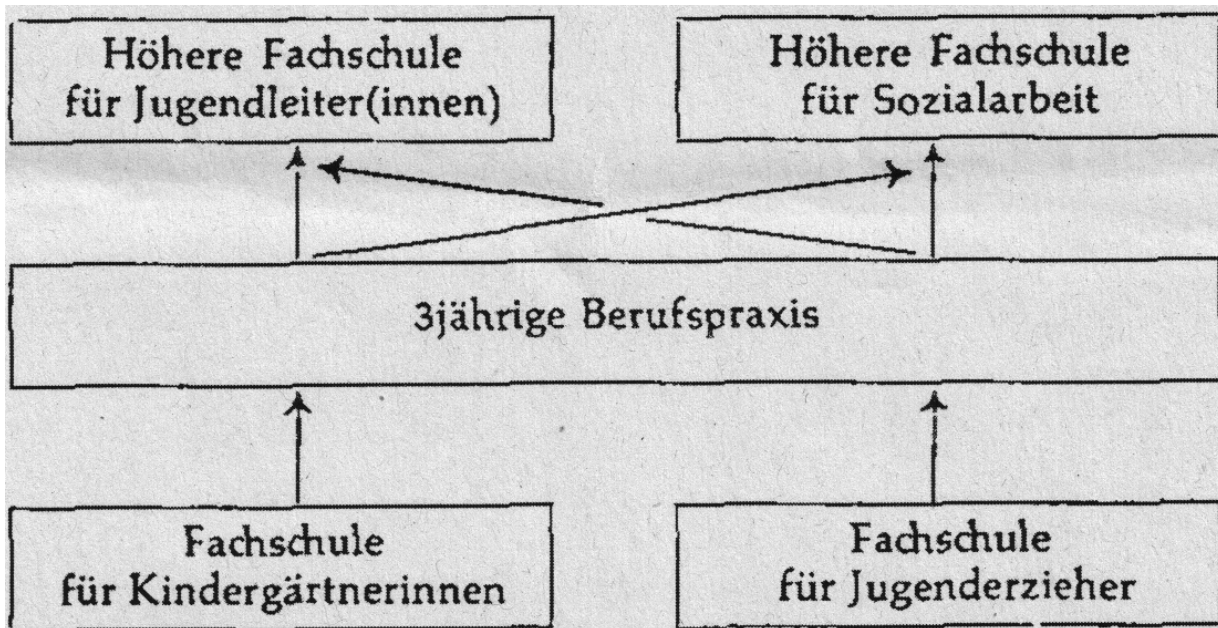 Höhere Fachschule
für Jugendleiter(innen)
Höhere Fachschule
für Sozialarbeit
3jährige Berufspraxis
Fachschule
für Kindergärtnerinnen
Fachschule
für Jugenderzieher